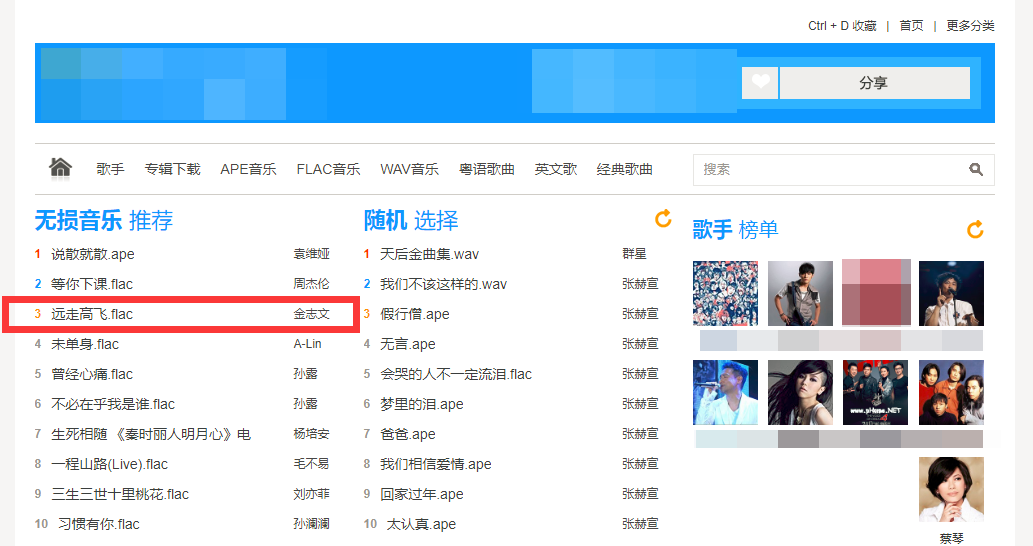 Ctrl + D 收藏 | 首页 | 更多分类
分享
歌手 专辑下载 APE音乐 FLAC音乐 WAV音乐 粤语歌曲 英文歌 经典歌曲 搜索
无损音乐 推荐
1 说散就散.ape 袁维娅
2 等你下课.flac 周杰伦
3 远走高飞.flac 金志文
4 未单身.flac A-Lin
5 曾经心痛.flac 孙露
6 不必在乎我是谁.flac 孙露
7 生死相随 《秦时丽人明月心》电 杨培安
8 一程山路(Live).flac 毛不易
9 三生三世十里桃花.flac 刘亦菲
10 习惯有你.flac 孙澜澜
随机 选择
1 天后金曲集.wav 群星
2 我们不该这样的.wav 张赫宣
3 假行僧.ape 张赫宣
4 无言.ape 张赫宣
5 会哭的人不一定流泪.flac 张赫宣
6 梦里的泪.ape 张赫宣
7 爸爸.ape 张赫宣
8 我们相信爱情.ape 张赫宣
9 回家过年.ape 张赫宣
10 太认真.ape 张赫宣
歌手 榜单
蔡琴